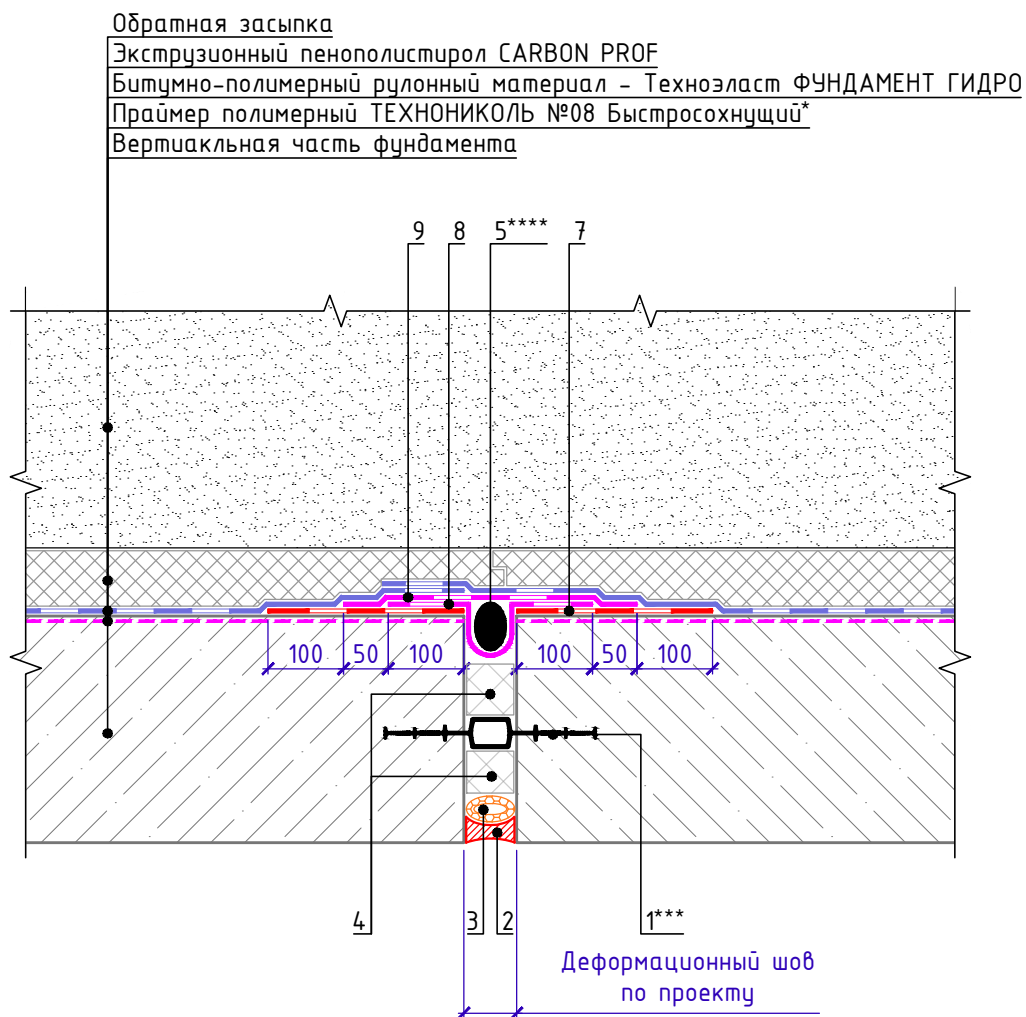 Обратная засыпка
Экструзионный пенополистирол CARBON PROF
Битумно-полимерный рулонный материал - Техноэласт ФУНДАМЕНТ ГИДРО
Праймер полимерный ТЕХНОНИКОЛЬ №08 Быстросохнущий*
Вертиакльная часть фундамента
9 8 5**** 7
100 50 100 100 50 100
4 3 2 1***
Деформационный шов
по проекту